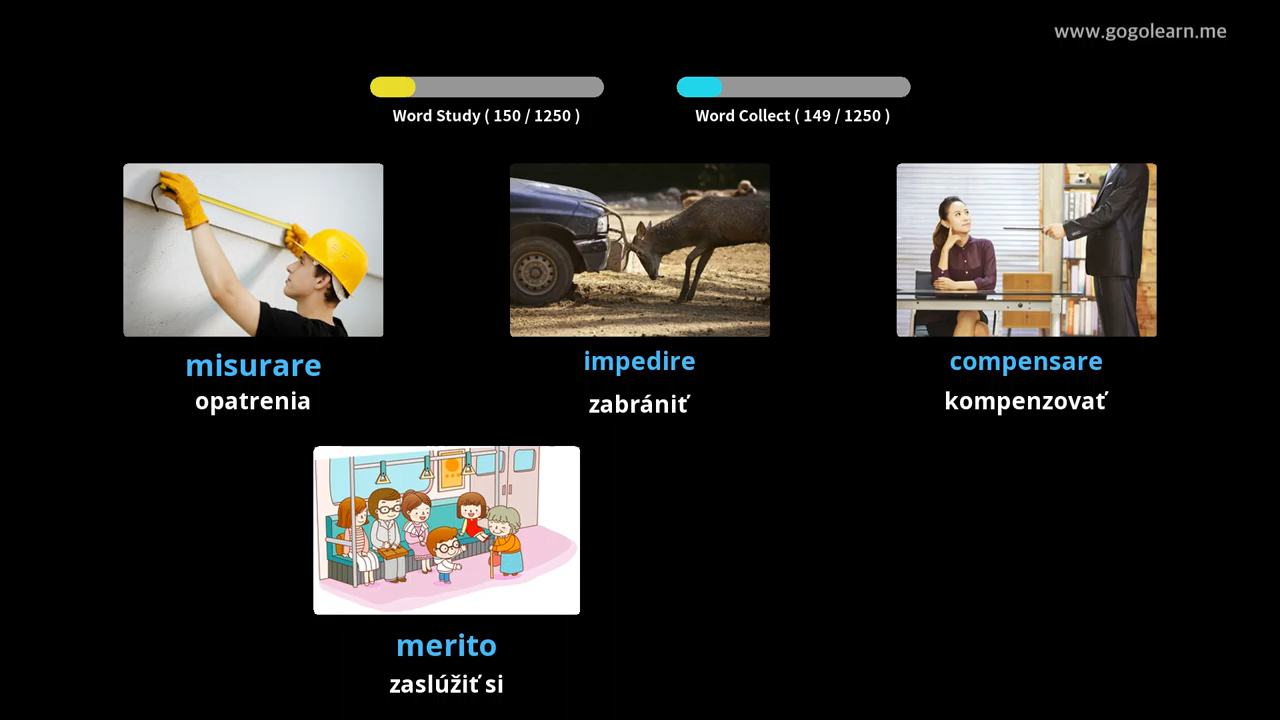 www.gogolearn.me
Word Study ( 150 / 1250 )
Word Collect ( 149 / 1250 )
misurare
opatrenia
impedire
zabrániť
compensare
kompenzovať
merito
zaslúžiť si